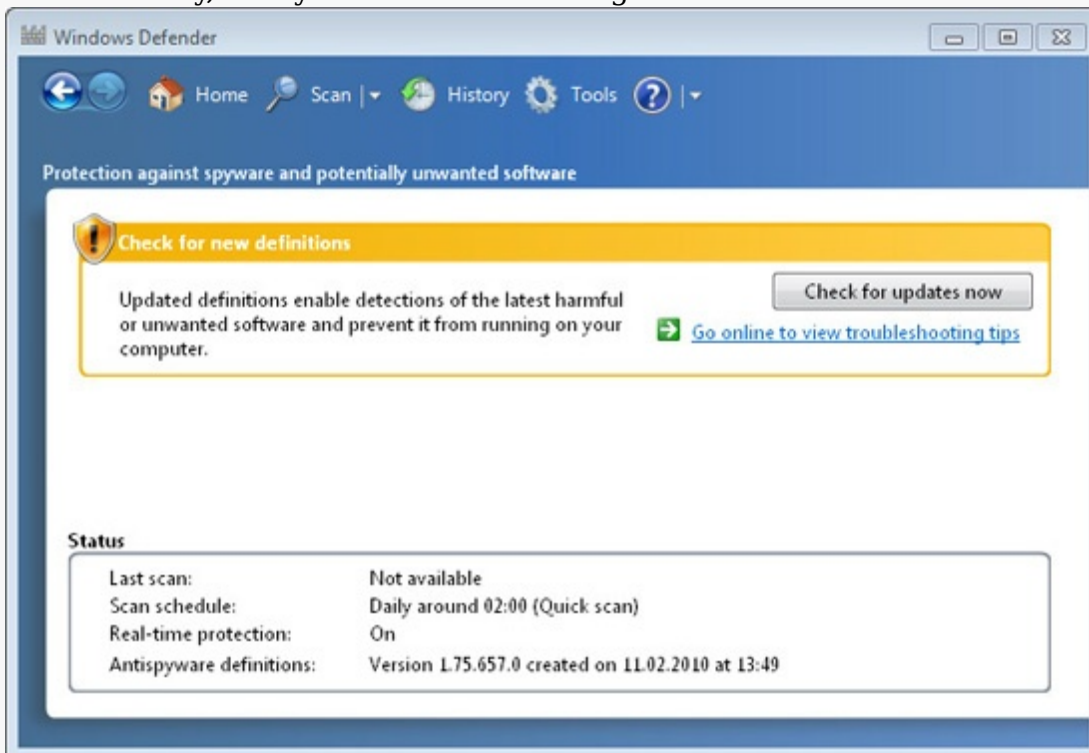 Windows Defender
Home Scan History Tools
Protection against spyware and potentially unwanted software
Check for new definitions
Updated definitions enable detections of the latest harmful
or unwanted software and prevent it from running on your
computer.
Check for updates now
Go online to view troubleshooting tips
Status
Last scan: Not available
Scan schedule: Daily around 02:00 (Quick scan)
Real-time protection: On
Antispyware definitions: Version 1.75.657.0 created on 11.02.2010 at 13:49